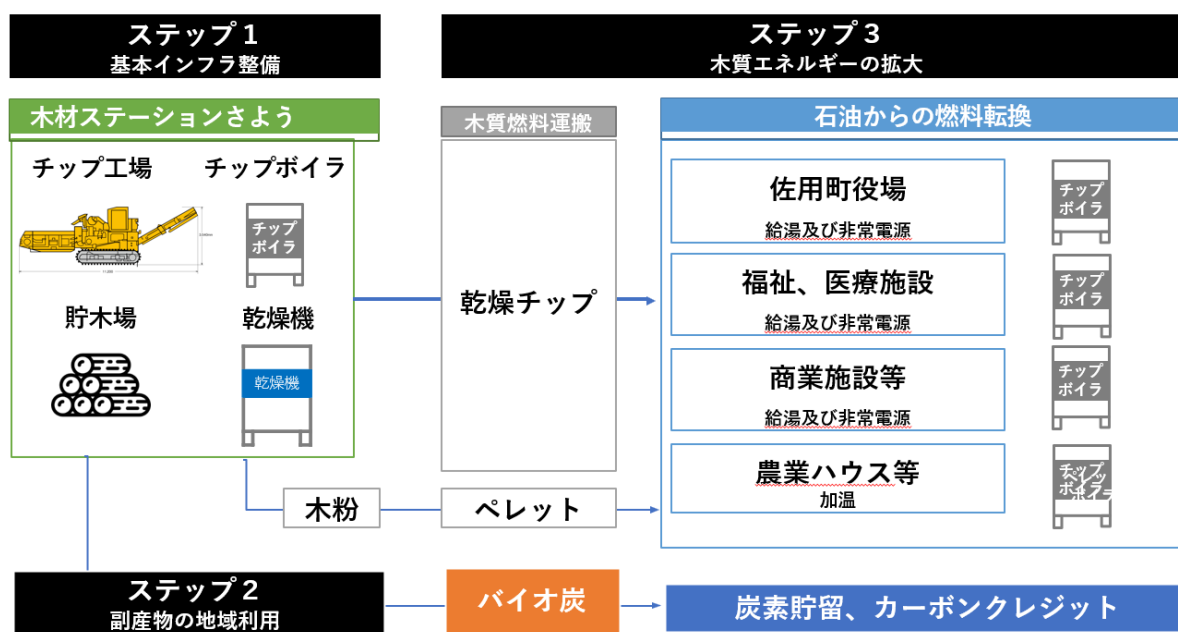 ステップ１
基本インフラ整備
ステップ３
木質エネルギーの拡大
木材ステーションさよう
チップ工場
チップボイラ
チップ
ボイラ
貯木場
乾燥機
乾燥機
木質燃料運搬
乾燥チップ
石油からの燃料転換
佐用町役場
給湯及び非常電源
チップ
ボイラ
福祉、医療施設
給湯及び非常電源
チップ
ボイラ
商業施設等
給湯及び非常電源
チップ
ボイラ
農業ハウス等
加温
チップ
ボイラ
木粉
ペレット
ステップ２
副産物の地域利用
バイオ炭
炭素貯留、カーボンクレジット